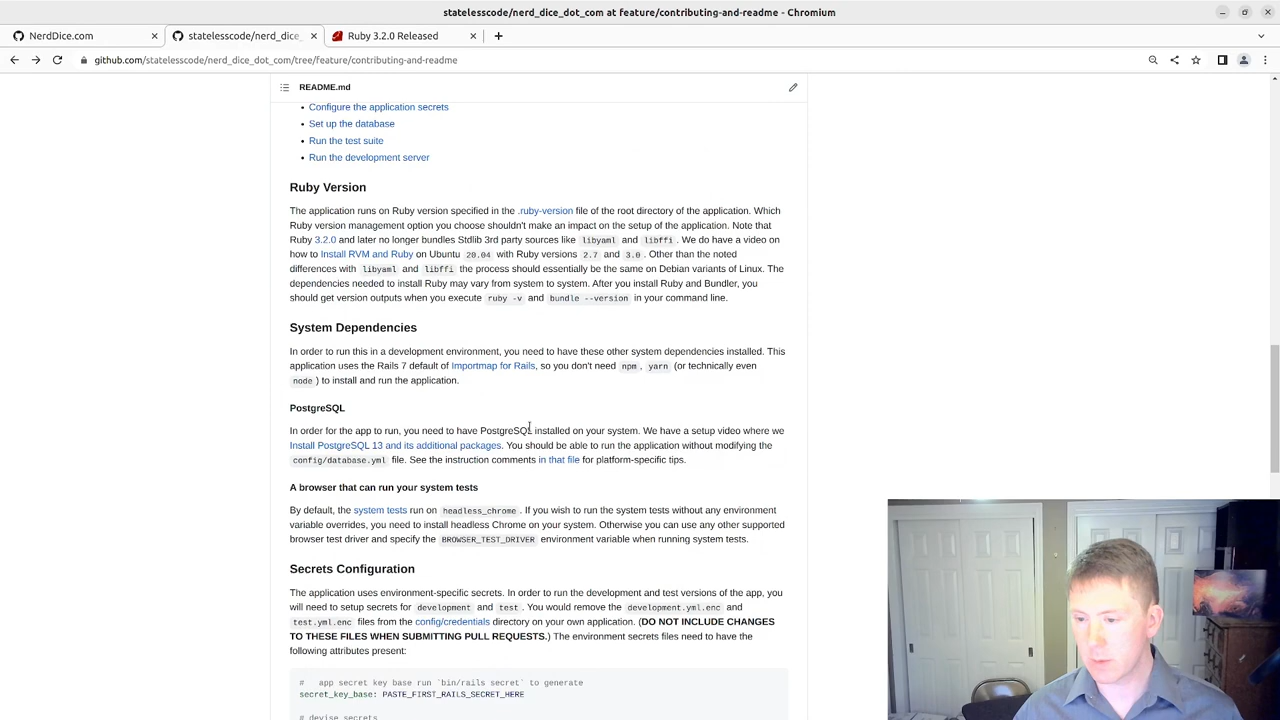 statelesscode/nerd_dice_dot_com at feature/contributing-and-readme - Chromium
NerdDice.com
statelesscode/nerd_dice_
Ruby 3.2.0 Released
github.com/statelesscode/nerd_dice_dot_com/tree/feature/contributing-and-readme
README.md
Configure the application secrets
Set up the database
Run the test suite
Run the development server
Ruby Version
The application runs on Ruby version specified in the .ruby-version file of the root directory of the application. Which
Ruby version management option you choose shouldn't make an impact on the setup of the application. Note that
Ruby 3.2.0 and later no longer bundles Stdlib 3rd party sources like libyaml and libffi . We do have a video on
how to Install RVM and Ruby on Ubuntu 20.04 with Ruby versions 2.7 and 3.0 . Other than the noted
differences with libyaml and libffi the process should essentially be the same on Debian variants of Linux. The
dependencies needed to install Ruby may vary from system to system. After you install Ruby and Bundler, you
should get version outputs when you execute ruby -v and bundle --version in your command line.
System Dependencies
In order to run this in a development environment, you need to have these other system dependencies installed. This
application uses the Rails 7 default of Importmap for Rails, so you don't need npm , yarn (or technically even
node ) to install and run the application.
PostgreSQL
In order for the app to run, you need to have PostgreSQL installed on your system. We have a setup video where we
Install PostgreSQL 13 and its additional packages. You should be able to run the application without modifying the
config/database.yml file. See the instruction comments in that file for platform-specific tips.
A browser that can run your system tests
By default, the system tests run on headless_chrome . If you wish to run the system tests without any environment
variable overrides, you need to install headless Chrome on your system. Otherwise you can use any other supported
browser test driver and specify the BROWSER_TEST_DRIVER environment variable when running system tests.
Secrets Configuration
The application uses environment-specific secrets. In order to run the development and test versions of the app, you
will need to setup secrets for development and test . You would remove the development.yml.enc and
test.yml.enc files from the config/credentials directory on your own application. (DO NOT INCLUDE CHANGES
TO THESE FILES WHEN SUBMITTING PULL REQUESTS.) The environment secrets files need to have the
following attributes present:
# app secret key base run `bin/rails secret` to generate
secret_key_base: PASTE_FIRST_RAILS_SECRET_HERE
# devise secrets